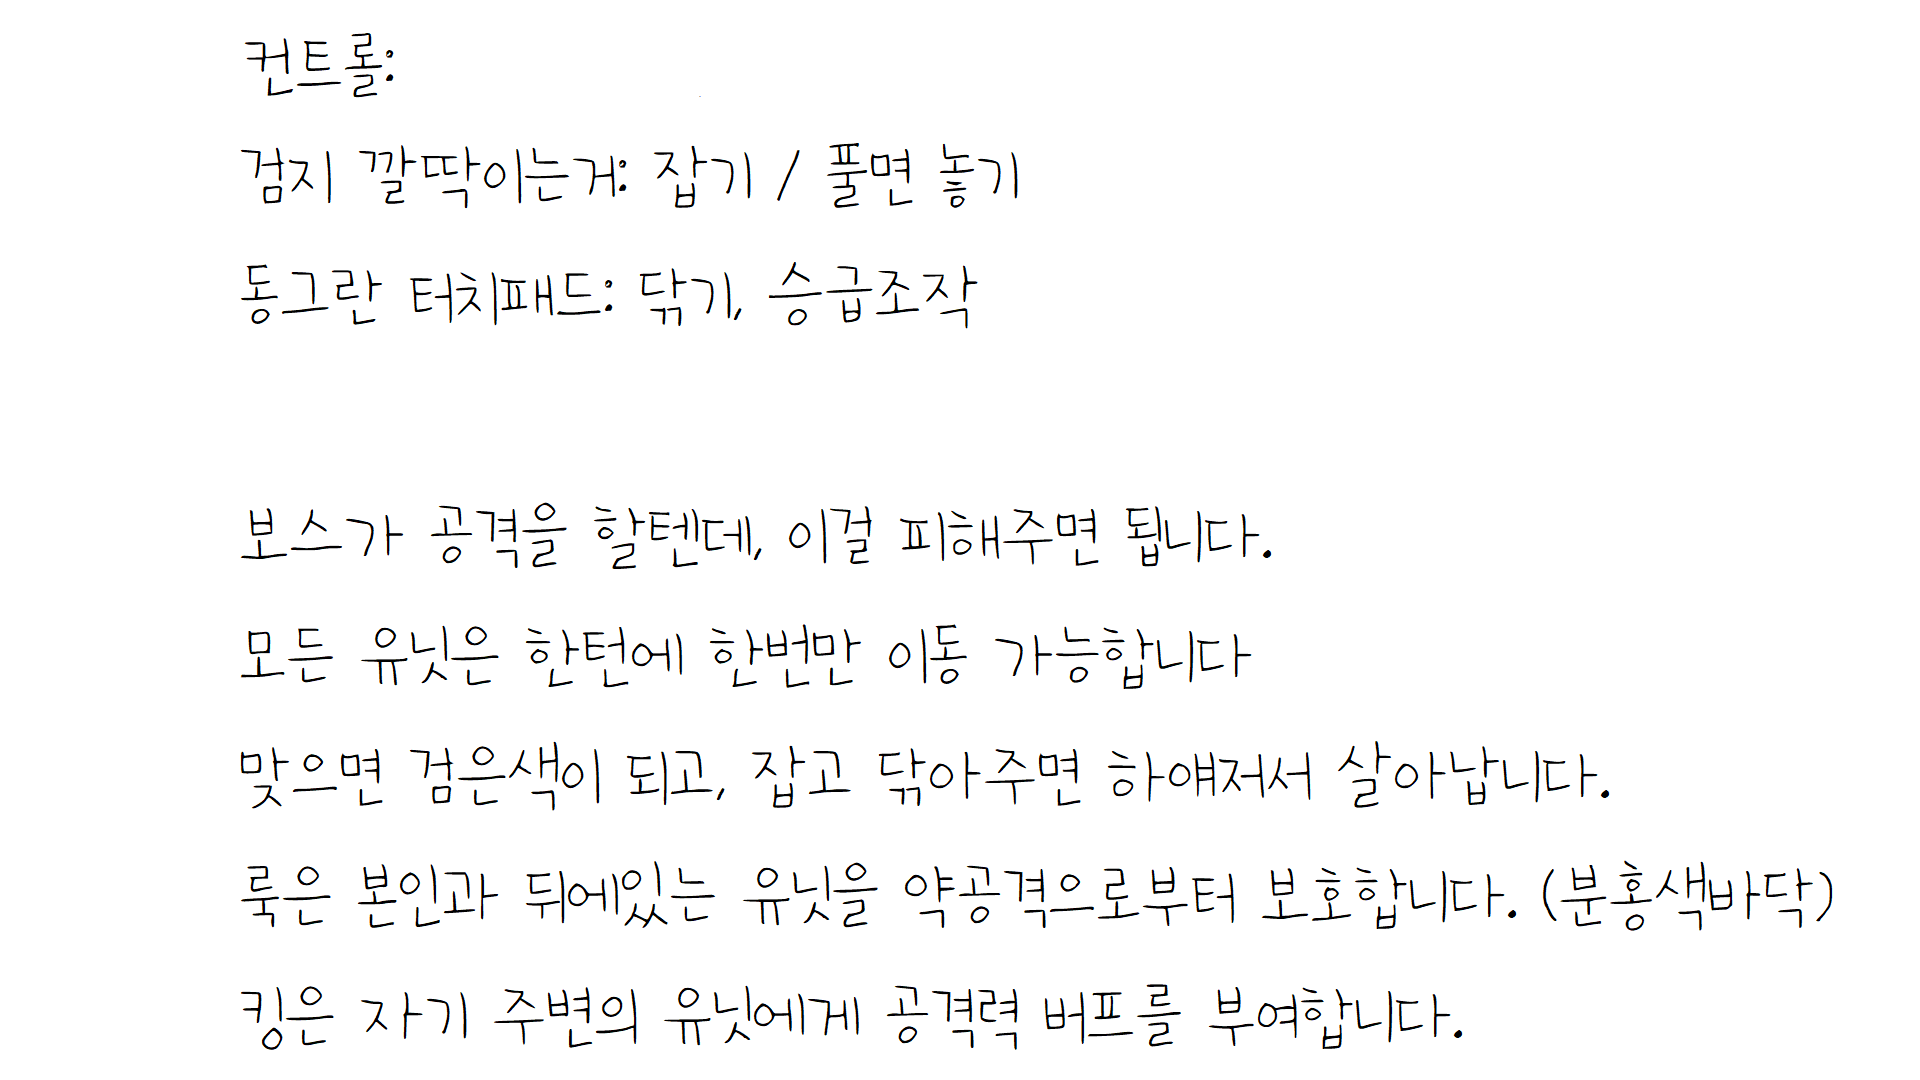 컨트롤:
검지 깔딱이는거: 잡기 / 풀면 놓기
동그란 터치패드: 닦기, 승급조작
보스가 공격을 할텐데, 이걸 피해주면 됩니다.
모든 유닛은 한턴에 한번만 이동 가능합니다
맞으면 검은색이 되고, 잡고 닦아주면 하얘저서 살아납니다.
룩은 본인과 뒤에있는 유닛을 약공격으로부터 보호합니다. (분홍색바닥)
킹은 자기 주변의 유닛에게 공격력 버프를 부여합니다.